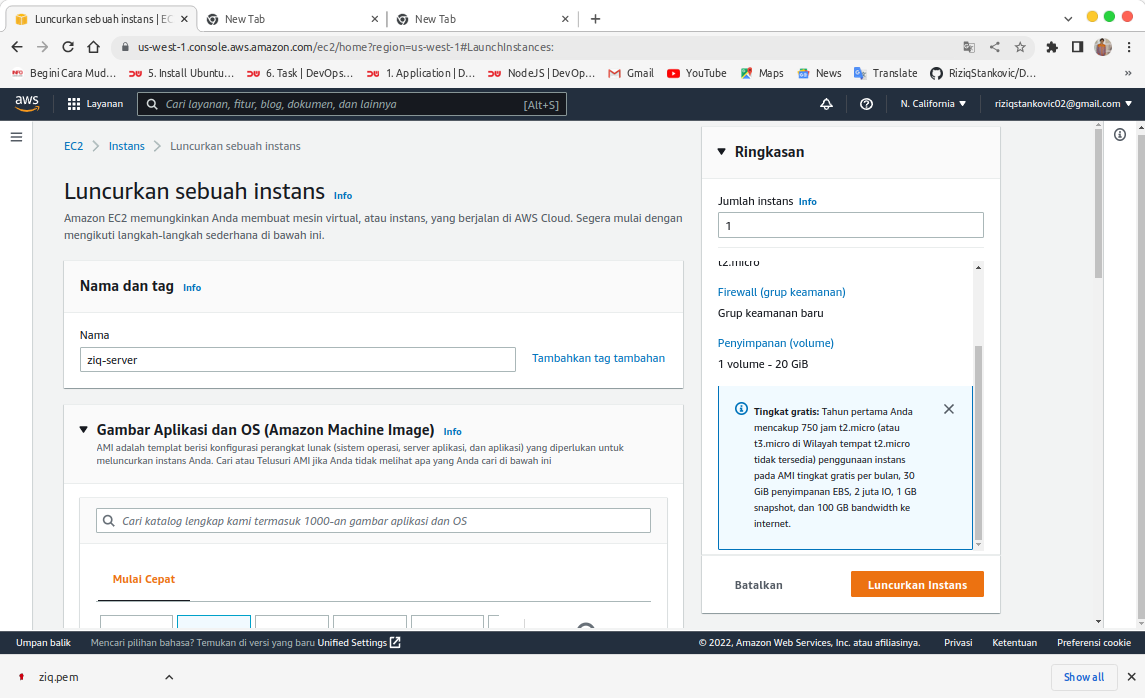 Luncurkan sebuah instans | EC
New Tab
New Tab
us-west-1.console.aws.amazon.com/ec2/home?region=us-west-1#LaunchInstances:
Begini Cara Mud...
5. Install Ubuntu...
6. Task | DevOps...
1. Application | D...
NodeJS | DevOp...
Gmail
YouTube
Maps
News
Translate
RiziqStankovic/D...
aws
Layanan
Cari layanan, fitur, blog, dokumen, dan lainnya
[Alt+S]
N. California
riziqstankovic02@gmail.com
EC2
Instans
Luncurkan sebuah instans
Luncurkan sebuah instans Info
Amazon EC2 memungkinkan Anda membuat mesin virtual, atau instans, yang berjalan di AWS Cloud. Segera mulai dengan
mengikuti langkah-langkah sederhana di bawah ini.
Nama dan tag Info
Nama
ziq-server
Tambahkan tag tambahan
Gambar Aplikasi dan OS (Amazon Machine Image) Info
AMI adalah templat berisi konfigurasi perangkat lunak (sistem operasi, server aplikasi, dan aplikasi) yang diperlukan untuk
meluncurkan instans Anda. Cari atau Telusuri AMI jika Anda tidak melihat apa yang Anda cari di bawah ini
Cari katalog lengkap kami termasuk 1000-an gambar aplikasi dan OS
Mulai Cepat
Ringkasan
Jumlah instans Info
1
t2.micro
Firewall (grup keamanan)
Grup keamanan baru
Penyimpanan (volume)
1 volume - 20 GiB
Tingkat gratis: Tahun pertama Anda
mencakup 750 jam t2.micro (atau
t3.micro di Wilayah tempat t2.micro
tidak tersedia) penggunaan instans
pada AMI tingkat gratis per bulan, 30
GiB penyimpanan EBS, 2 juta IO, 1 GB
snapshot, dan 100 GB bandwidth ke
internet.
Batalkan
Luncurkan Instans
Umpan balik
Mencari pilihan bahasa? Temukan di versi yang baru Unified Settings
© 2022, Amazon Web Services, Inc. atau afiliasinya.
Privasi
Ketentuan
Preferensi cookie
ziq.pem
Show all